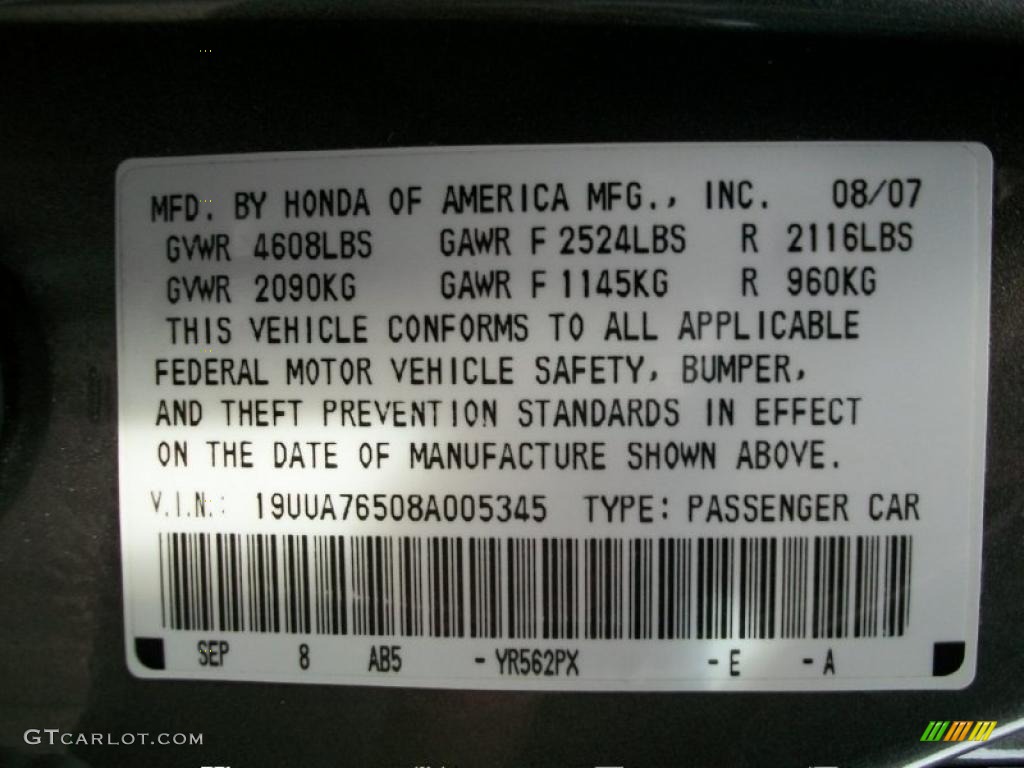 MFD. BY HONDA OF AMERICA MFG., INC. 08/07
GVWR 4608LBS GAWR F 2524LBS R 2116LBS
GVWR 2090KG GAWR F 1145KG R 960KG
THIS VEHICLE CONFORMS TO ALL APPLICABLE
FEDERAL MOTOR VEHICLE SAFETY, BUMPER,
AND THEFT PREVENTION STANDARDS IN EFFECT
ON THE DATE OF MANUFACTURE SHOWN ABOVE.
V.I.N.: 19UUA76508A005345 TYPE: PASSENGER CAR
SEP 8 AB5 - YR562PX - E - A
GTCARLOT.COM